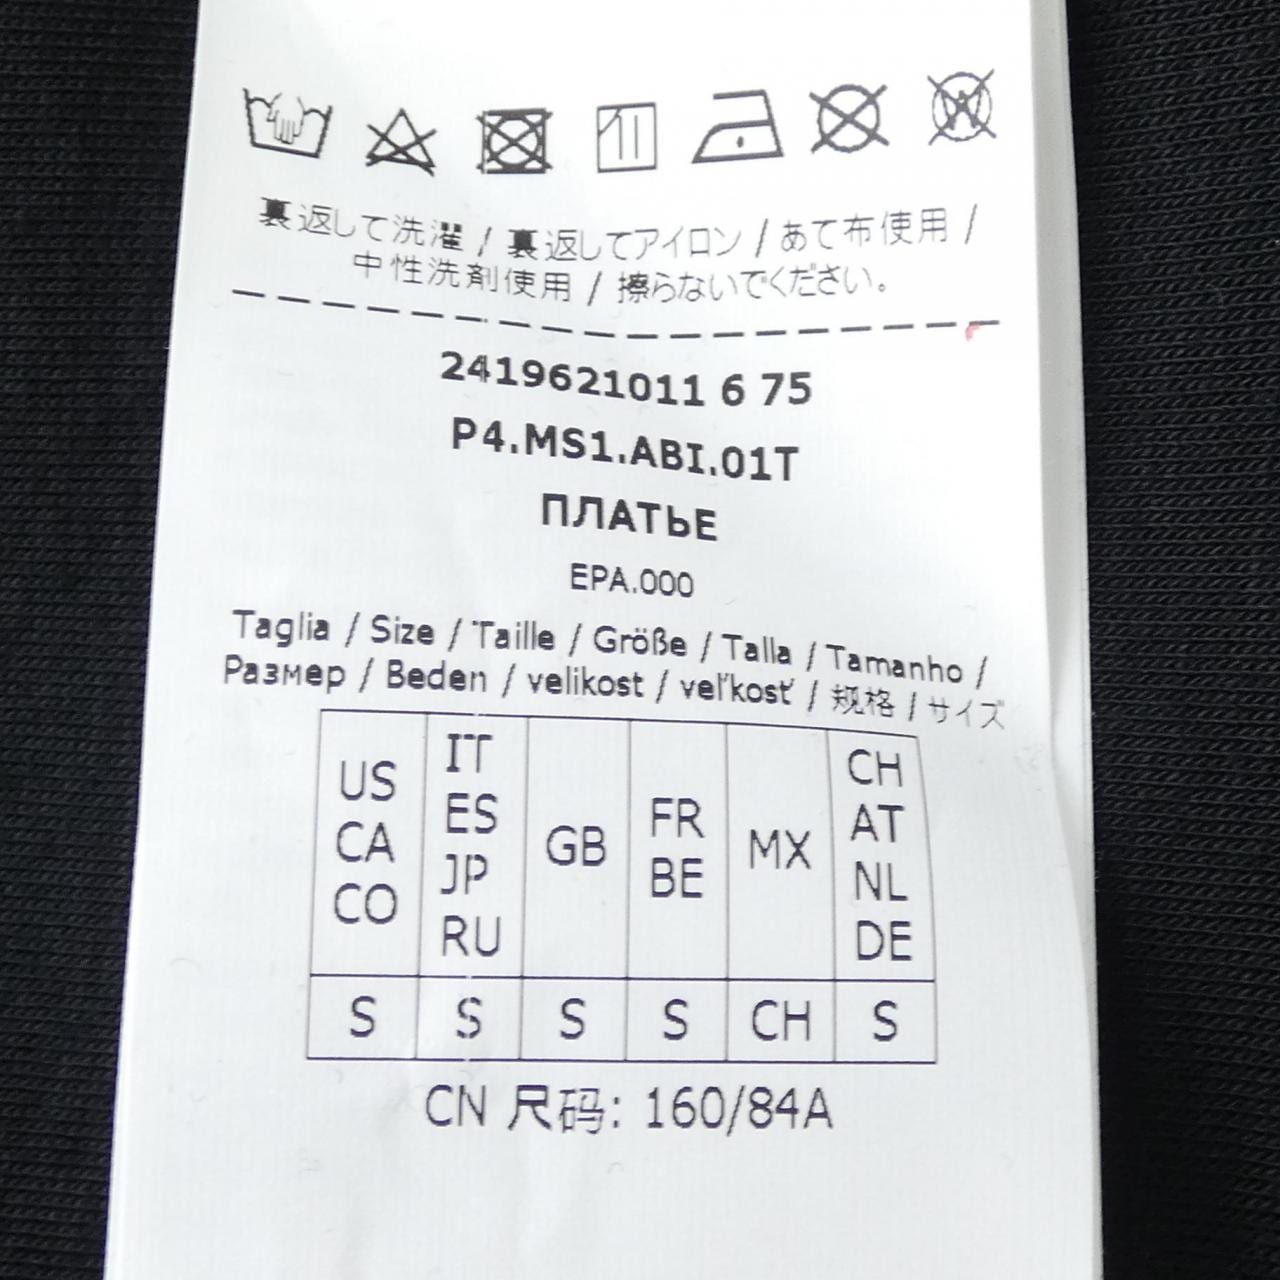 裏返して洗濯 / 裏返してアイロン / あて布使用 /
中性洗剤使用 / 擦らないでください。
2419621011 6 75
P4.MS1.ABI.01T
ПЛАТЬЕ
EPA.000
Taglia / Size / Taille / Größe / Talla / Tamanho /
Размер / Beden / velikost / veľkosť / 规格 / サイズ
US CA CO IT ES JP RU GB FR BE MX CH AT NL DE
S S S S CH S
CN 尺码: 160/84A